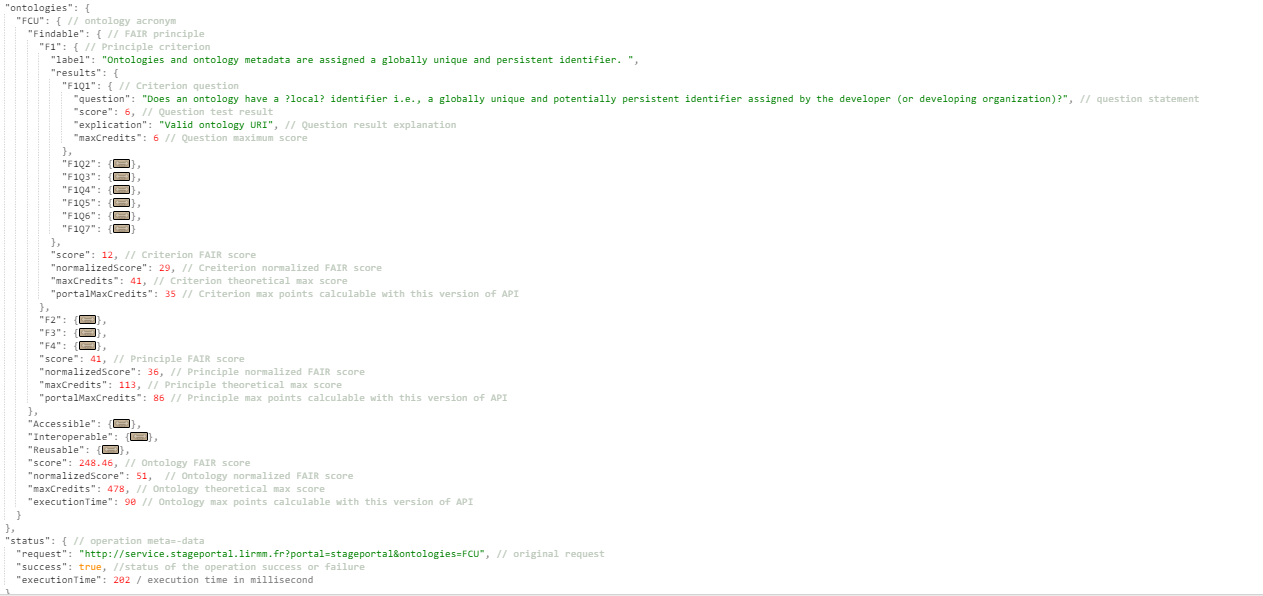 "ontologies": {
"FCU": { // ontology acronym
"Findable": { // FAIR principle
"F1": { // Principle criterion
"label": "Ontologies and ontology metadata are assigned a globally unique and persistent identifier. ",
"results": {
"F1Q1": { // Criterion question
"question": "Does an ontology have a ?local? identifier i.e., a globally unique and potentially persistent identifier assigned by the developer (or developing organization)?", // question statement
"score": 6, // Question test result
"explication": "Valid ontology URI", // Question result explanation
"maxCredits": 6 // Question maximum score
},
"F1Q2": {},
"F1Q3": {},
"F1Q4": {},
"F1Q5": {},
"F1Q6": {},
"F1Q7": {}
},
"score": 12, // Criterion FAIR score
"normalizedScore": 29, // Creiterion normalized FAIR score
"maxCredits": 41, // Criterion theoretical max score
"portalMaxCredits": 35 // Criterion max points calculable with this version of API
},
"F2": {},
"F3": {},
"F4": {},
"score": 41, // Principle FAIR score
"normalizedScore": 36, // Principle normalized FAIR score
"maxCredits": 113, // Principle theoretical max score
"portalMaxCredits": 86 // Principle max points calculable with this version of API
},
"Accessible": {},
"Interoperable": {},
"Reusable": {},
"score": 248.46, // Ontology FAIR score
"normalizedScore": 51,  // Ontology normalized FAIR score
"maxCredits": 478, // Ontology theoretical max score
"executionTime": 90 // Ontology max points calculable with this version of API
}
},
"status": { // operation meta=-data
"request": "http://service.stageportal.lirmm.fr?portal=stageportal&ontologies=FCU", // original request
"success": true, //status of the operation success or failure
"executionTime": 202 / execution time in millisecond
}